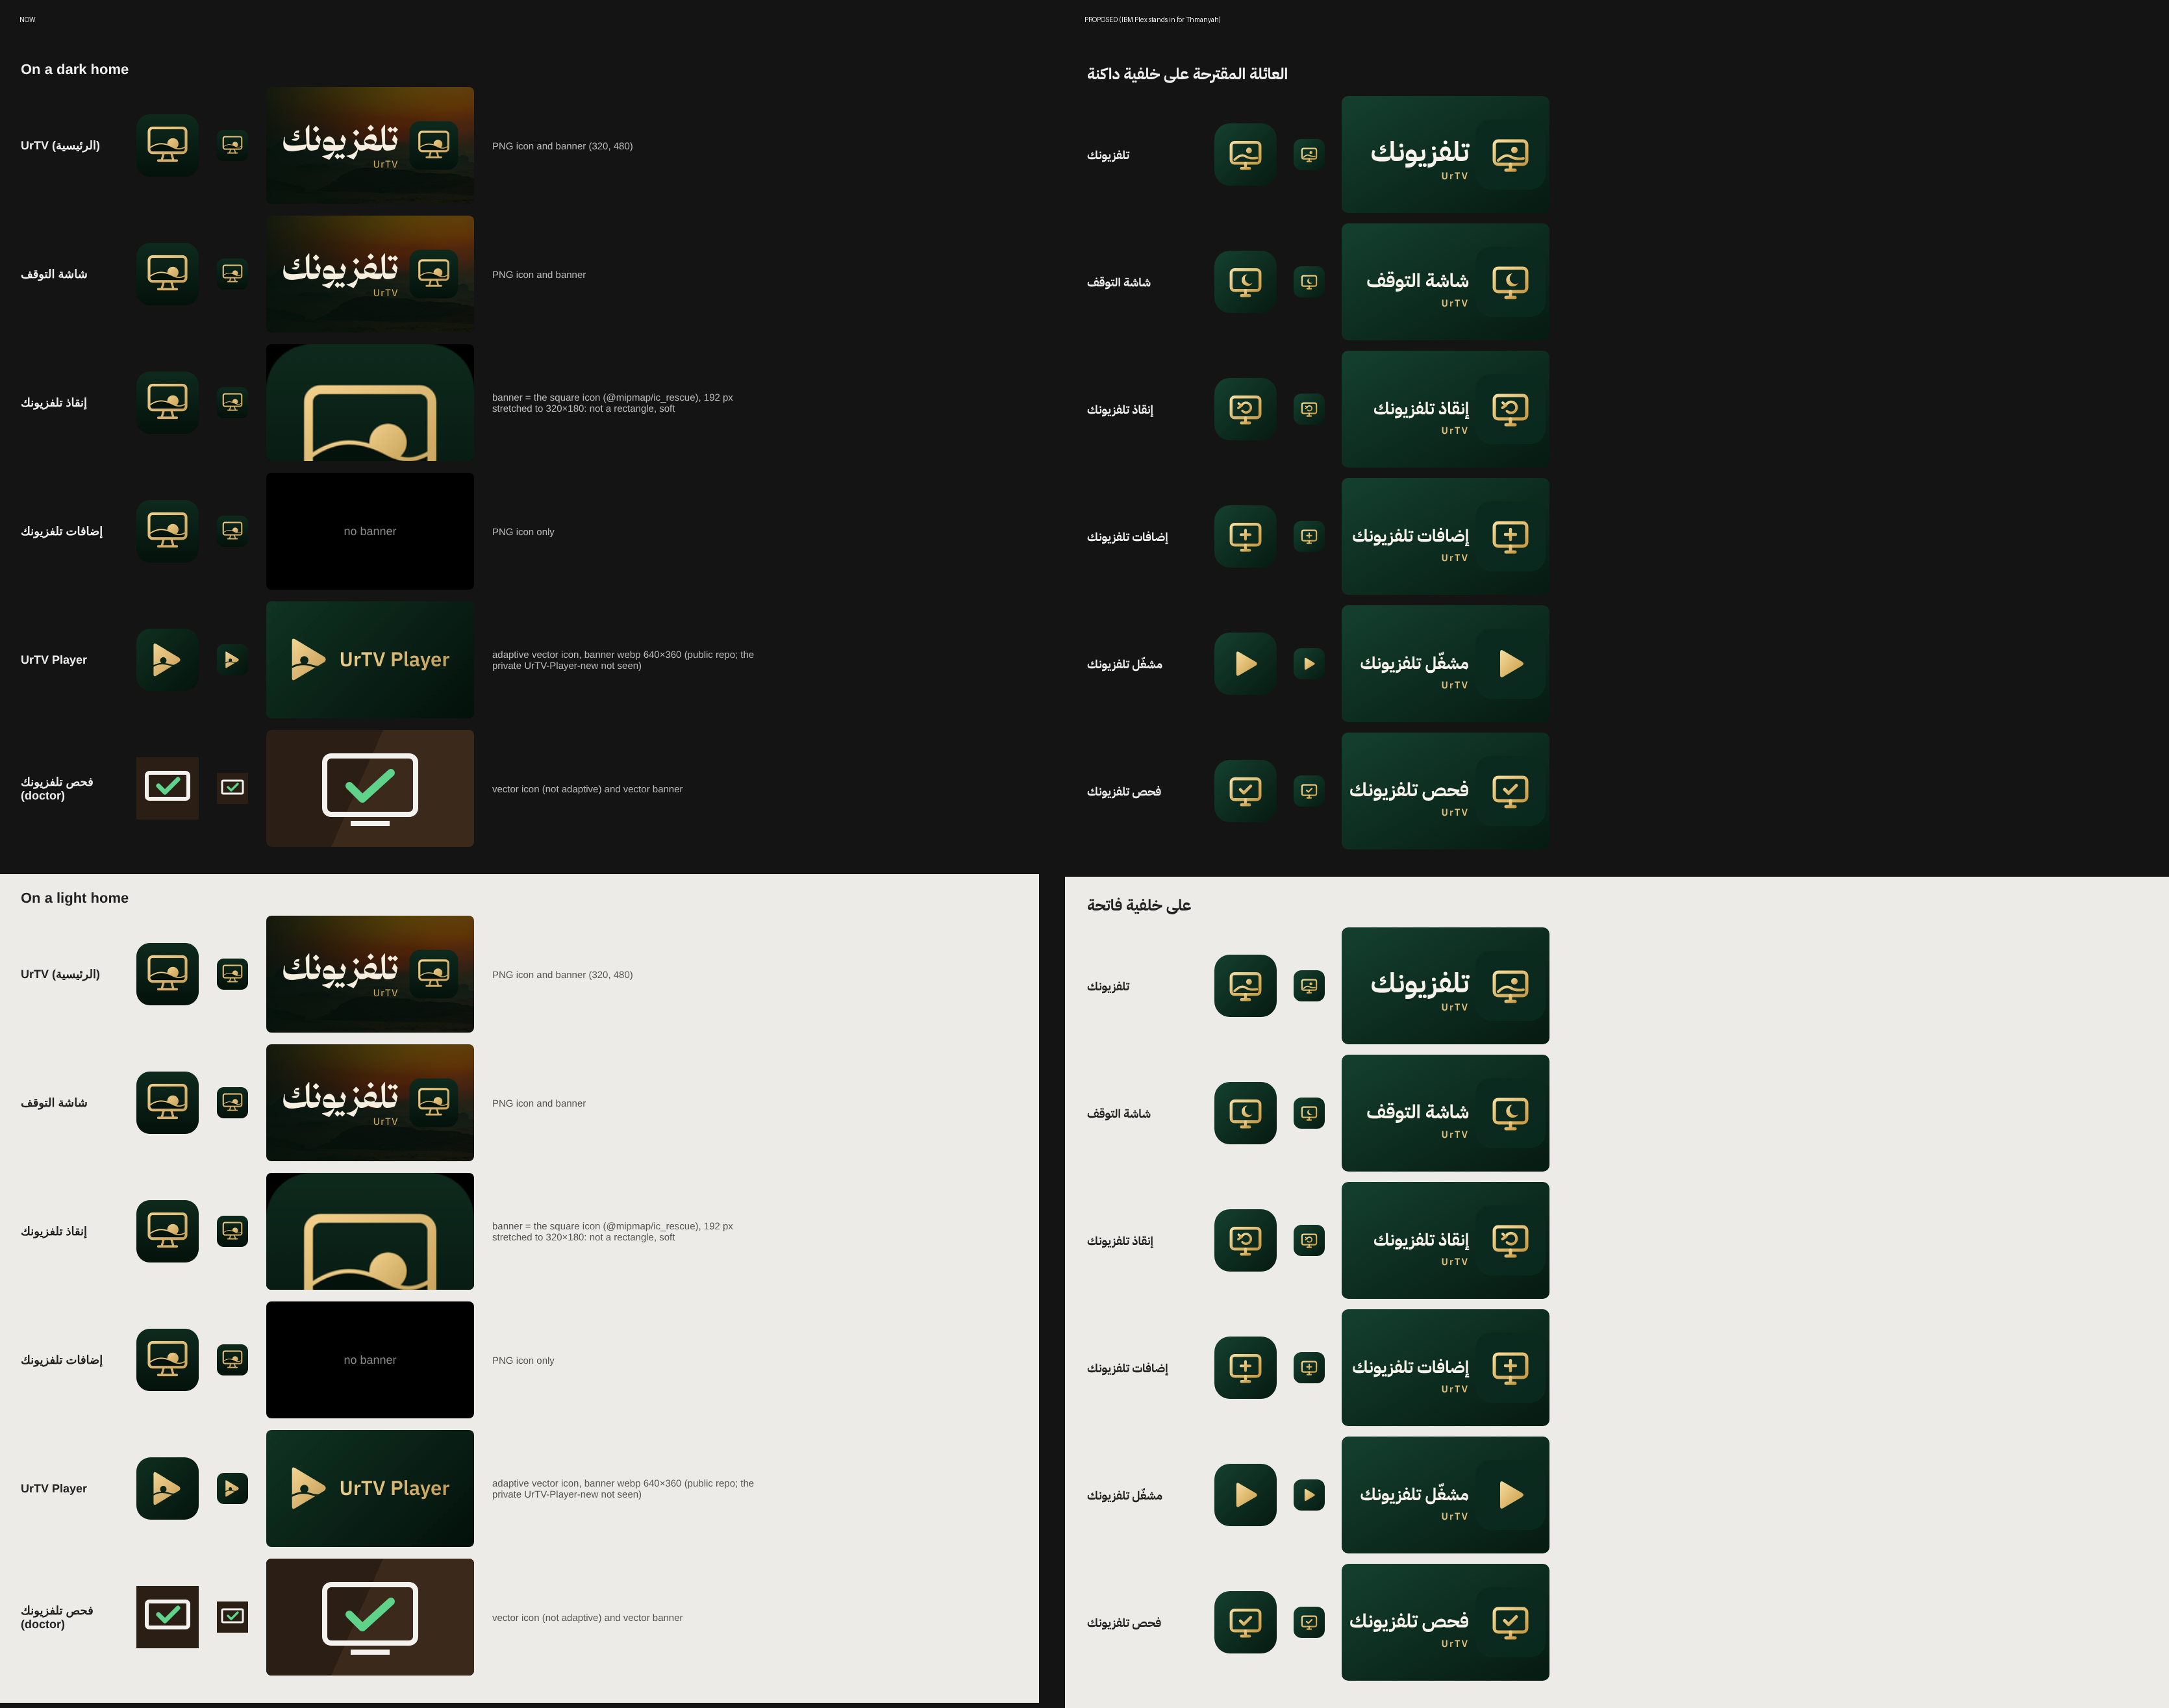 NOW
On a dark home
UrTV (الرئيسية)
تلفزيونك
UrTV
PNG icon and banner (320, 480)
شاشة التوقف
تلفزيونك
UrTV
PNG icon and banner
إنقاذ تلفزيونك
banner = the square icon (@mipmap/ic_rescue), 192 px
stretched to 320×180: not a rectangle, soft
إضافات تلفزيونك
no banner
PNG icon only
UrTV Player
UrTV Player
adaptive vector icon, banner webp 640×360 (public repo; the
private UrTV-Player-new not seen)
فحص تلفزيونك
(doctor)
vector icon (not adaptive) and vector banner
On a light home
UrTV (الرئيسية)
تلفزيونك
UrTV
PNG icon and banner (320, 480)
شاشة التوقف
تلفزيونك
UrTV
PNG icon and banner
إنقاذ تلفزيونك
banner = the square icon (@mipmap/ic_rescue), 192 px
stretched to 320×180: not a rectangle, soft
إضافات تلفزيونك
no banner
PNG icon only
UrTV Player
UrTV Player
adaptive vector icon, banner webp 640×360 (public repo; the
private UrTV-Player-new not seen)
فحص تلفزيونك
(doctor)
vector icon (not adaptive) and vector banner
PROPOSED (IBM Plex stands in for Thmanyah)
العائلة المقترحة على خلفية داكنة
تلفزيونك
تلفزيونك
UrTV
شاشة التوقف
شاشة التوقف
UrTV
إنقاذ تلفزيونك
إنقاذ تلفزيونك
UrTV
إضافات تلفزيونك
إضافات تلفزيونك
UrTV
مشغّل تلفزيونك
مشغّل تلفزيونك
UrTV
فحص تلفزيونك
فحص تلفزيونك
UrTV
على خلفية فاتحة
تلفزيونك
تلفزيونك
UrTV
شاشة التوقف
شاشة التوقف
UrTV
إنقاذ تلفزيونك
إنقاذ تلفزيونك
UrTV
إضافات تلفزيونك
إضافات تلفزيونك
UrTV
مشغّل تلفزيونك
مشغّل تلفزيونك
UrTV
فحص تلفزيونك
فحص تلفزيونك
UrTV